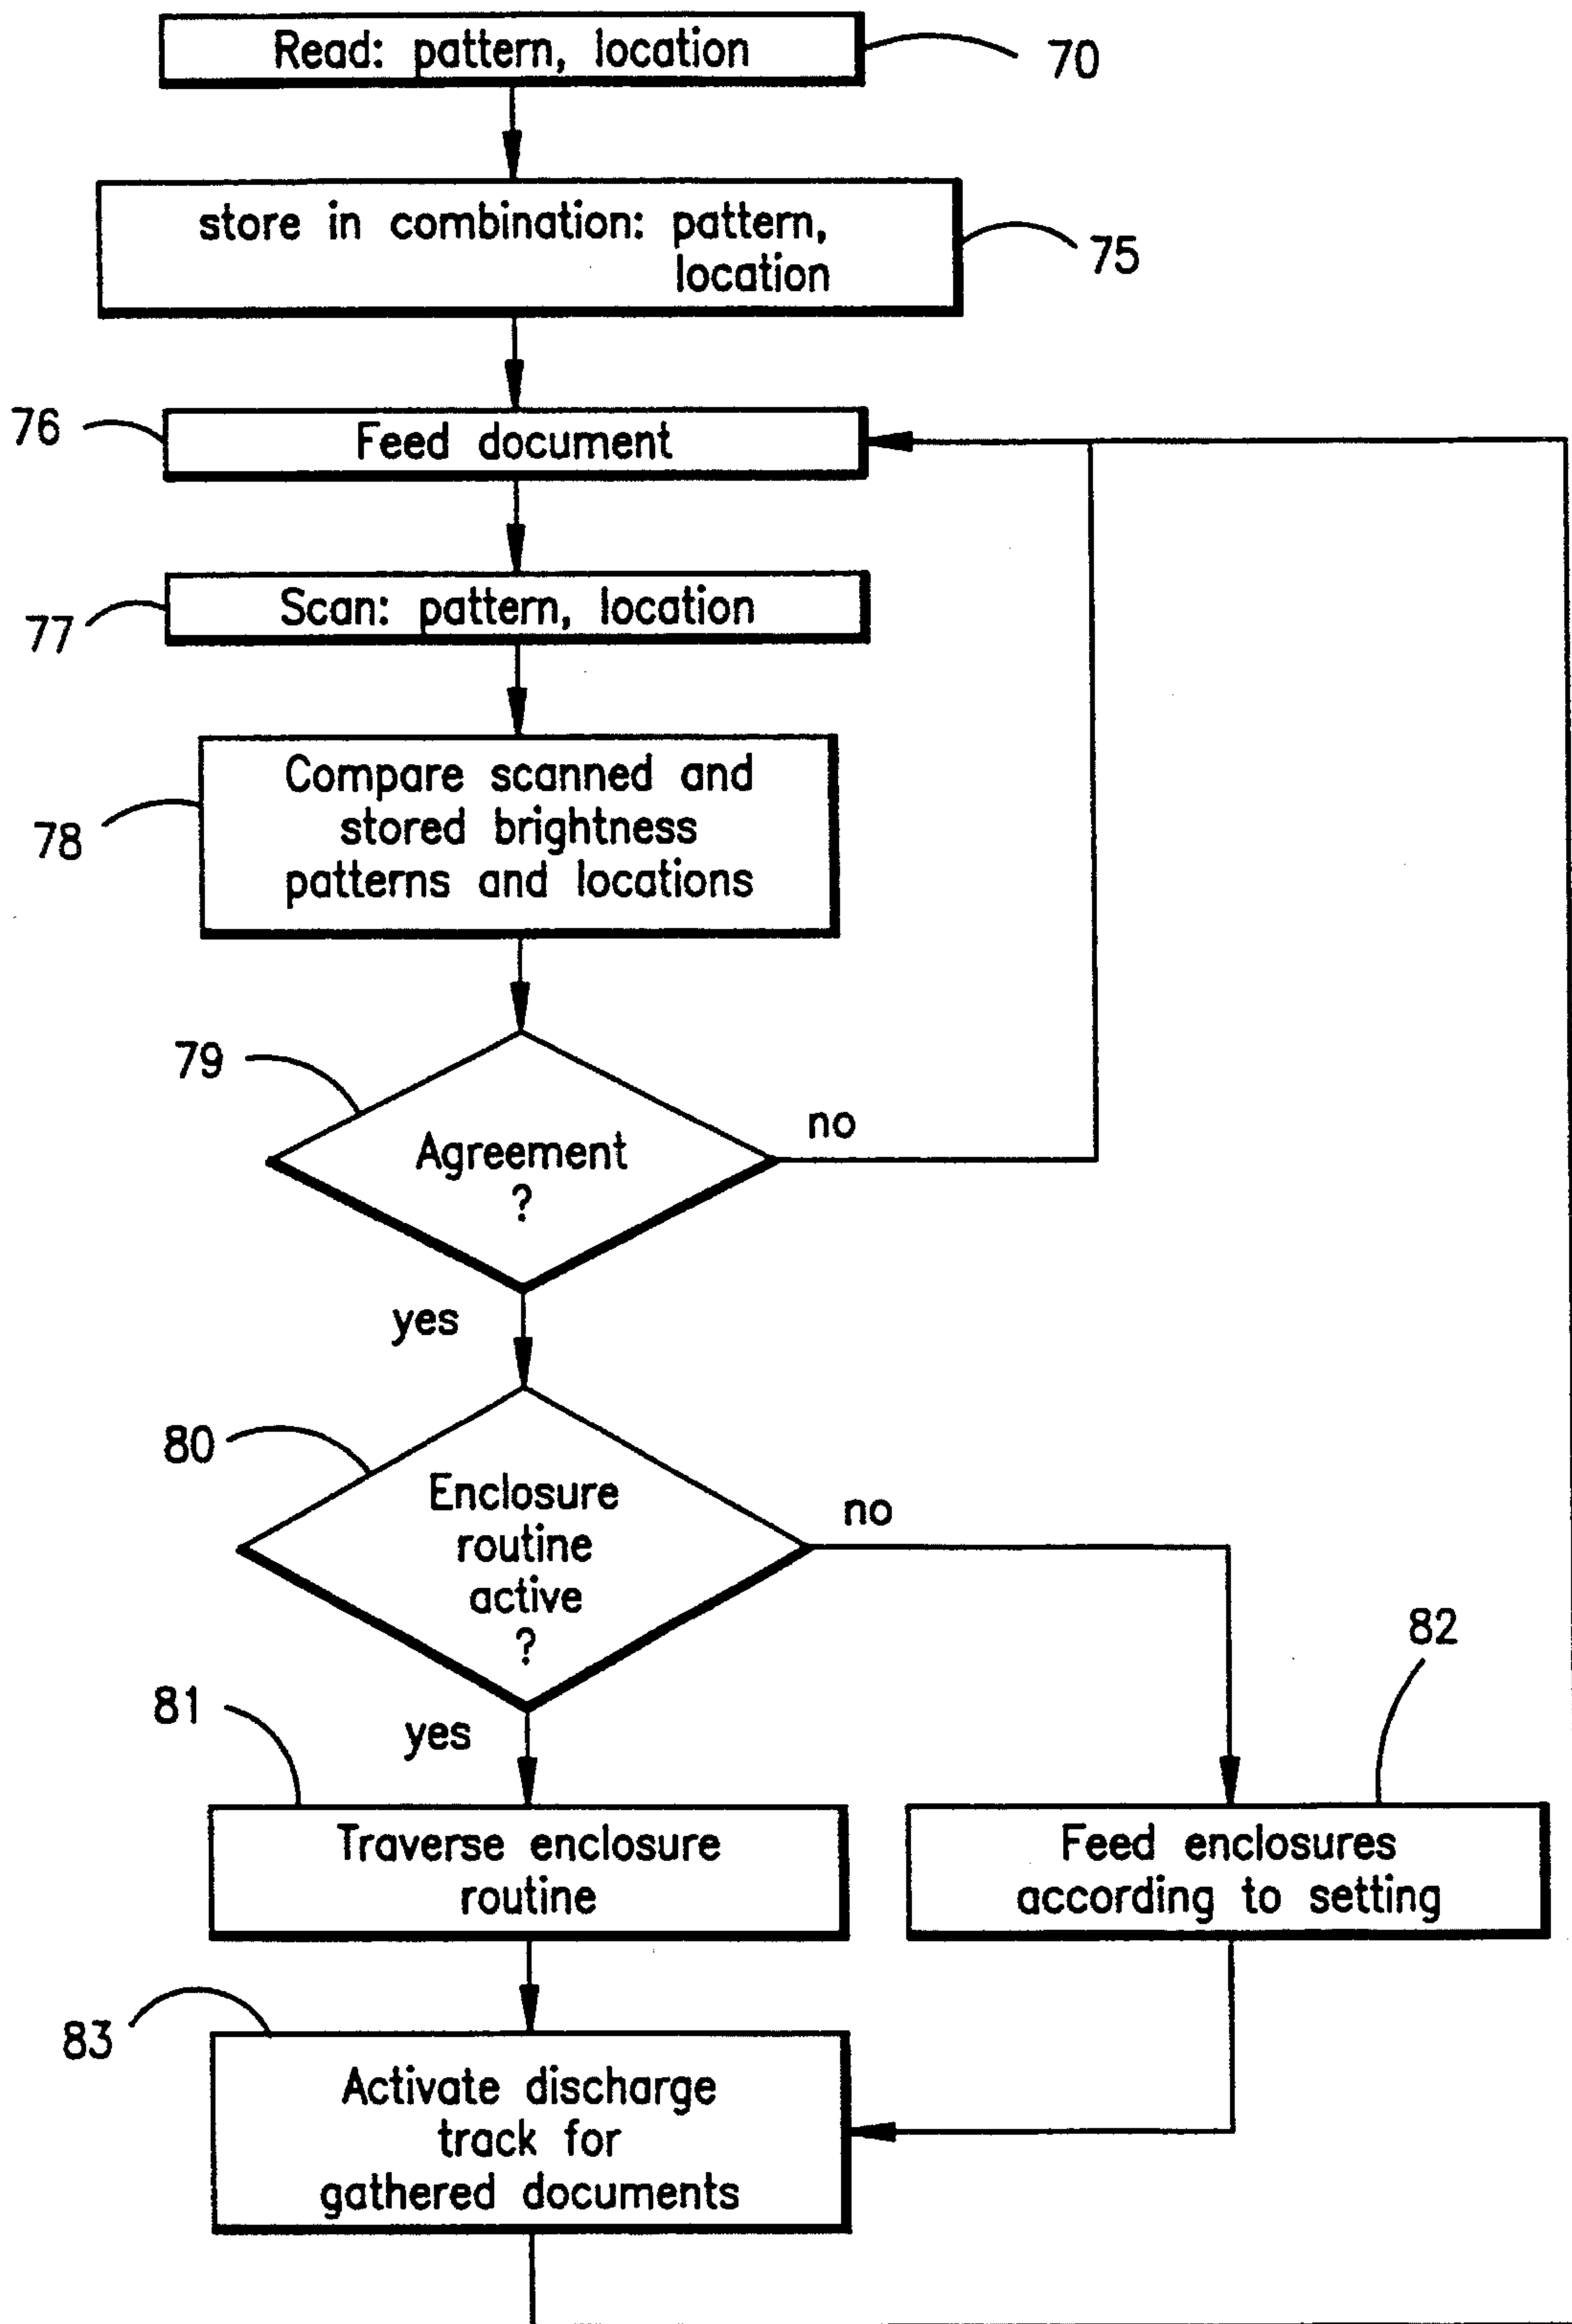 Read: pattern, location
70
store in combination: pattern,
location
75
76
Feed document
Scan: pattern, location
77
Compare scanned and
stored brightness
patterns and locations
78
79
no
Agreement
?
yes
80
Enclosure
routine
active
?
no
82
81
yes
Traverse enclosure
routine
Feed enclosures
according to setting
83
Activate discharge
track for
gathered documents